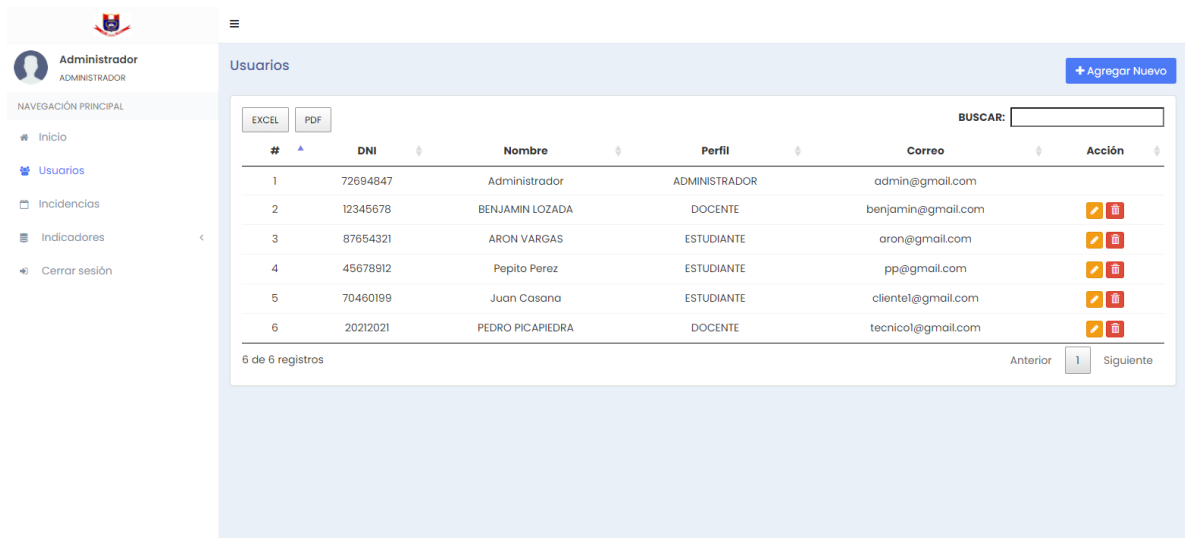 Administrador
ADMINISTRADOR
NAVEGACIÓN PRINCIPAL
Inicio
Usuarios
Incidencias
Indicadores
Cerrar sesión
Usuarios
Agregar Nuevo
EXCEL PDF BUSCAR:
# DNI Nombre Perfil Correo Acción
1 72694847 Administrador ADMINISTRADOR admin@gmail.com
2 12345678 BENJAMIN LOZADA DOCENTE benjamin@gmail.com
3 87654321 ARON VARGAS ESTUDIANTE aron@gmail.com
4 45678912 Pepito Perez ESTUDIANTE pp@gmail.com
5 70460199 Juan Casana ESTUDIANTE cliente1@gmail.com
6 20212021 PEDRO PICAPIEDRA DOCENTE tecnico1@gmail.com
6 de 6 registros Anterior 1 Siguiente